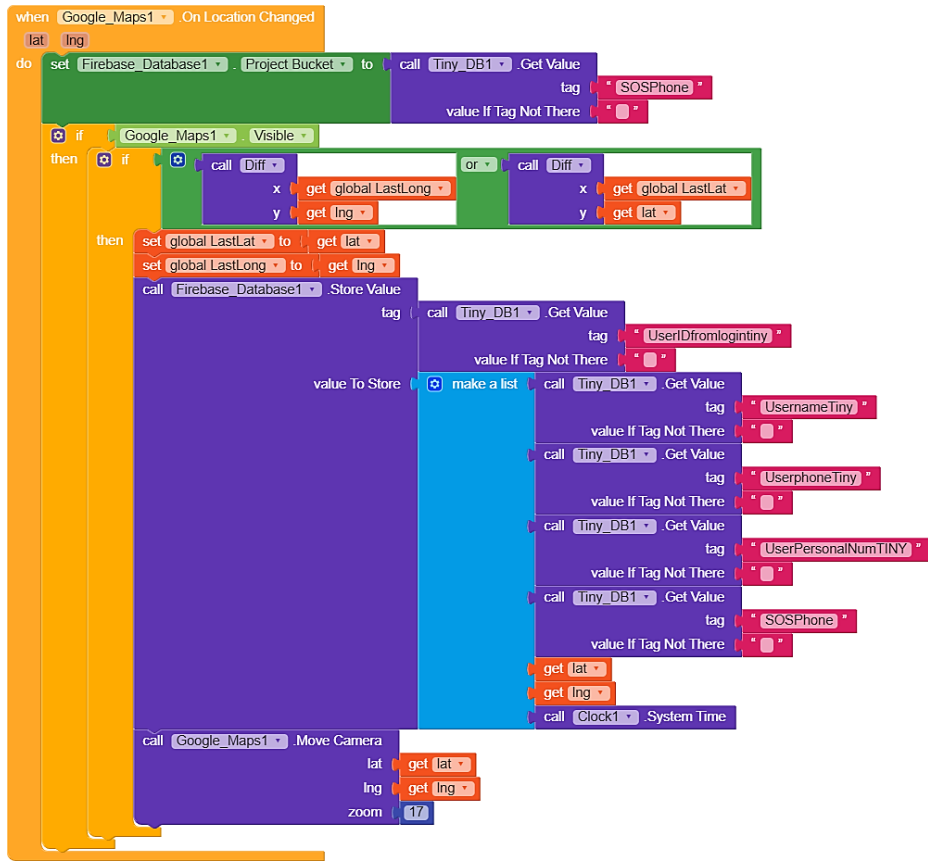 when Google_Maps1 .On Location Changed
lat lng
do set Firebase_Database1 . Project Bucket to call Tiny_DB1 .Get Value
tag " SOSPhone "
value If Tag Not There " "
if Google_Maps1 . Visible
then if call Diff or call Diff
x get global LastLong x get global LastLat
y get lng y get lat
then set global LastLat to get lat
set global LastLong to get lng
call Firebase_Database1 .Store Value
tag call Tiny_DB1 .Get Value
tag " UserIDfromlogintiny "
value If Tag Not There " "
value To Store make a list call Tiny_DB1 .Get Value
tag " UsernameTiny "
value If Tag Not There " "
call Tiny_DB1 .Get Value
tag " UserphoneTiny "
value If Tag Not There " "
call Tiny_DB1 .Get Value
tag " UserPersonalNumTINY "
value If Tag Not There " "
call Tiny_DB1 .Get Value
tag " SOSPhone "
value If Tag Not There " "
get lat
get lng
call Clock1 .System Time
call Google_Maps1 .Move Camera
lat get lat
lng get lng
zoom 17